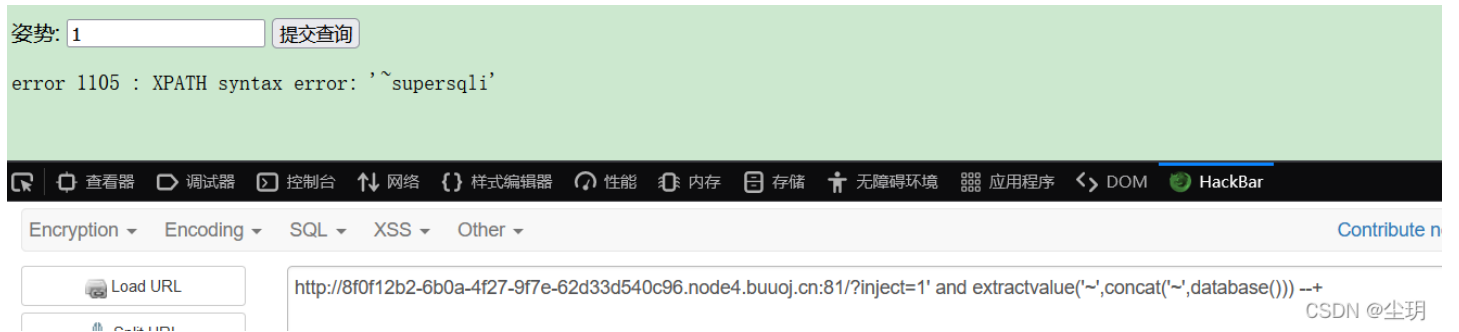 姿势: 1 提交查询
error 1105 : XPATH syntax error: '~supersqli'
查看器 调试器 控制台 网络 {} 样式编辑器 性能 内存 存储 无障碍环境 应用程序 DOM HackBar
Encryption Encoding SQL XSS Other Contribute n
Load URL http://8f0f12b2-6b0a-4f27-9f7e-62d33d540c96.node4.buuoj.cn:81/?inject=1' and extractvalue('~',concat('~',database())) --+
CSDN @尘玥
Split URL